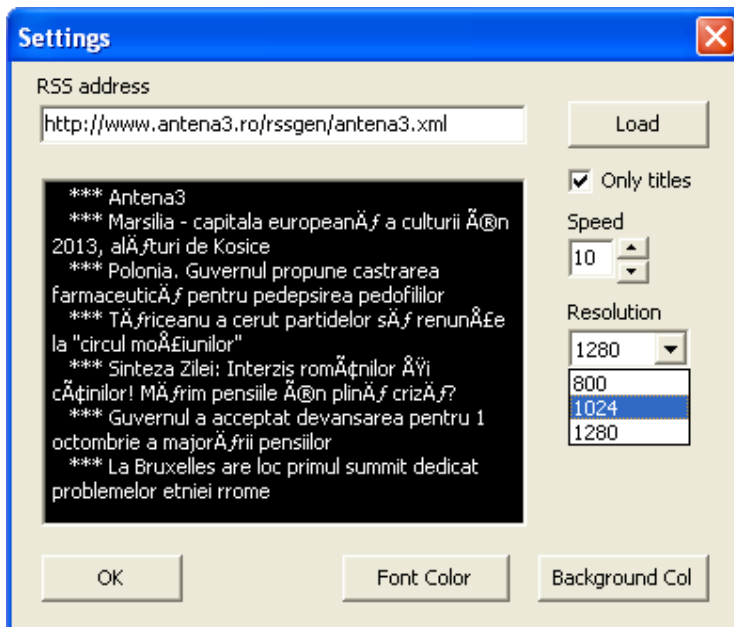 Settings
RSS address
http://www.antena3.ro/rssgen/antena3.xml
Load
*** Antena3
*** Marsilia - capitala europeanÄƒ a culturii Ã®n
2013, alÄƒturi de Kosice
*** Polonia. Guvernul propune castrarea
farmaceuticÄƒ pentru pedepsirea pedofililor
*** TÄƒriceanu a cerut partidelor sÄƒ renunÅ£e
la "circul moÅ£iunilor"
*** Sinteza Zilei: Interzis romÃ¢nilor ÅŸi
cÃ¢inilor! MÄƒrim pensiile Ã®n plinÄƒ crizÄƒ?
*** Guvernul a acceptat devansarea pentru 1
octombrie a majorÄƒrii pensiilor
*** La Bruxelles are loc primul summit dedicat
problemelor etniei rrome
Only titles
Speed
10
Resolution
1280
800
1024
1280
OK
Font Color
Background Col